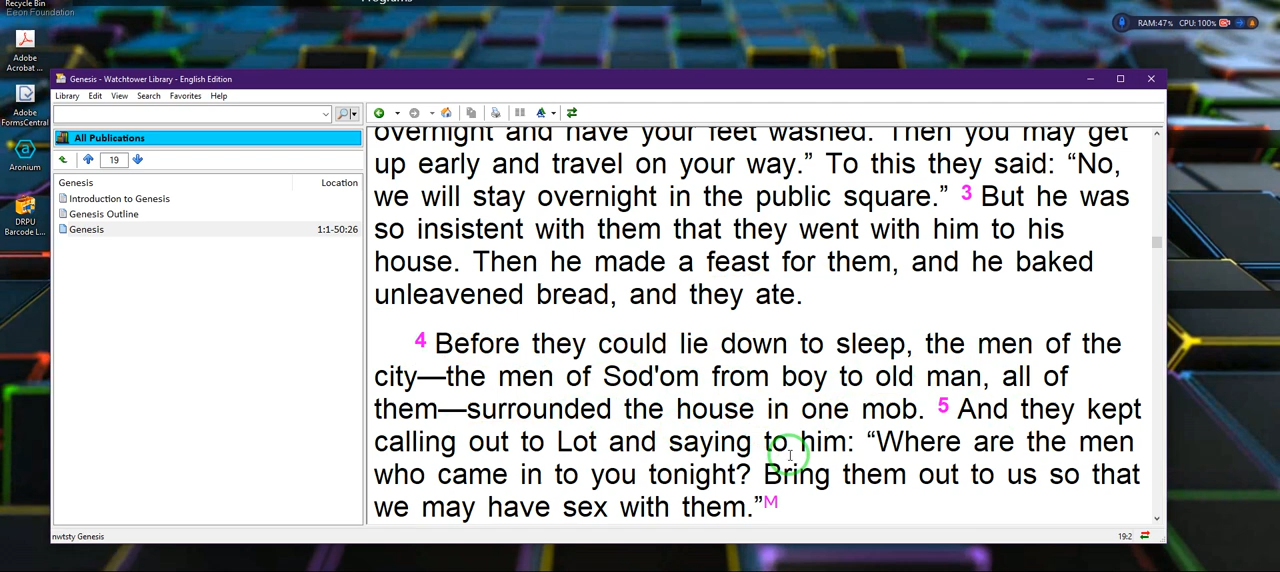 Recycle Bin
Eeon Foundation
Adobe
Acrobat ...
Adobe
FormsCentral
Aronium
DRPU
Barcode L...
RAM:47% CPU: 100%
Genesis - Watchtower Library - English Edition
Library Edit View Search Favorites Help
All Publications
19
Genesis Location
Introduction to Genesis
Genesis Outline
Genesis 1:1-50:26
overnight and have your feet washed. Then you may get
up early and travel on your way.” To this they said: “No,
we will stay overnight in the public square.” 3 But he was
so insistent with them that they went with him to his
house. Then he made a feast for them, and he baked
unleavened bread, and they ate.
4 Before they could lie down to sleep, the men of the
city—the men of Sod'om from boy to old man, all of
them—surrounded the house in one mob. 5 And they kept
calling out to Lot and saying to him: “Where are the men
who came in to you tonight? Bring them out to us so that
we may have sex with them.”M
nwtsty Genesis 19:2